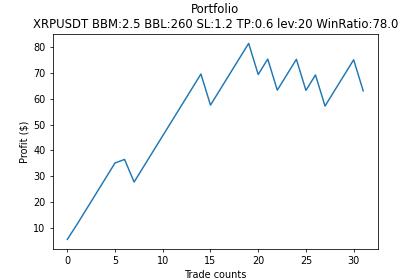 Portfolio
XRPUSDT BBM:2.5 BBL:260 SL:1.2 TP:0.6 lev:20 WinRatio:78.0
80
70
60
50
40
30
20
10
Profit ($)
0 5 10 15 20 25 30
Trade counts